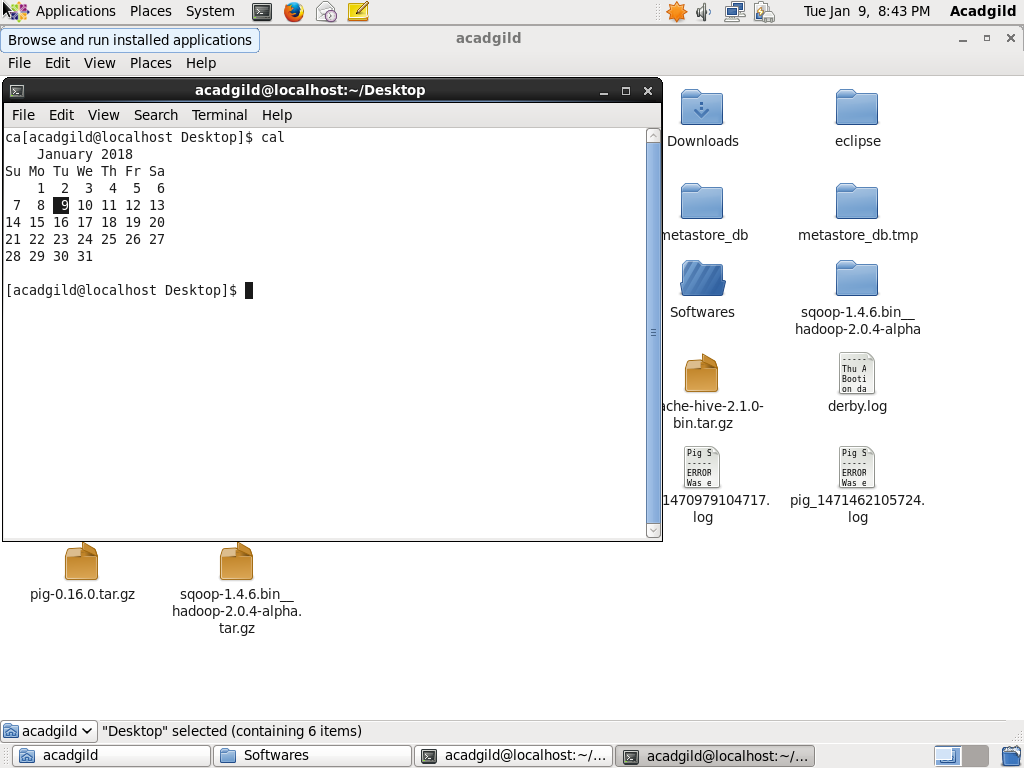 Applications Places System Tue Jan 9, 8:43 PM Acadgild
Browse and run installed applications
acadgild
File Edit View Places Help
acadgild@localhost:~/Desktop
File Edit View Search Terminal Help
ca[acadgild@localhost Desktop]$ cal
January 2018
Su Mo Tu We Th Fr Sa
1 2 3 4 5 6
7 8 9 10 11 12 13
14 15 16 17 18 19 20
21 22 23 24 25 26 27
28 29 30 31
[acadgild@localhost Desktop]$
Downloads
eclipse
metastore_db
metastore_db.tmp
Softwares
sqoop-1.4.6.bin__
hadoop-2.0.4-alpha
ache-hive-2.1.0-
bin.tar.gz
Thu A
Booti
on da
derby.log
Pig S
-----
ERROR
Was e
1470979104717.
log
Pig S
-----
ERROR
Was e
pig_1471462105724.
log
pig-0.16.0.tar.gz
sqoop-1.4.6.bin__
hadoop-2.0.4-alpha.
tar.gz
acadgild "Desktop" selected (containing 6 items)
acadgild Softwares acadgild@localhost:~/... acadgild@localhost:~/...